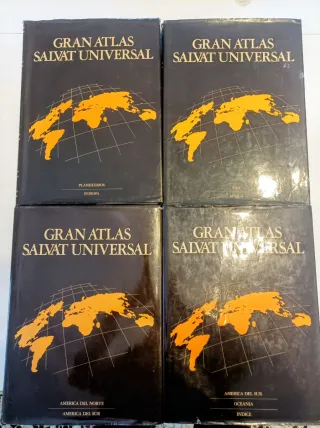 GRAN ATLAS
SALVAT UNIVERSAL
PLANISFERIOS
EUROPA
GRAN ATLAS
SALVAT UNIVERSAL
GRAN ATLAS
SALVAT UNIVERSAL
AMERICA DEL NORTE
AMERICA DEL SUR
GRAN ATLAS
SALVAT UNIVERSAL
AMERICA DEL SUR
OCEANIA
INDICE